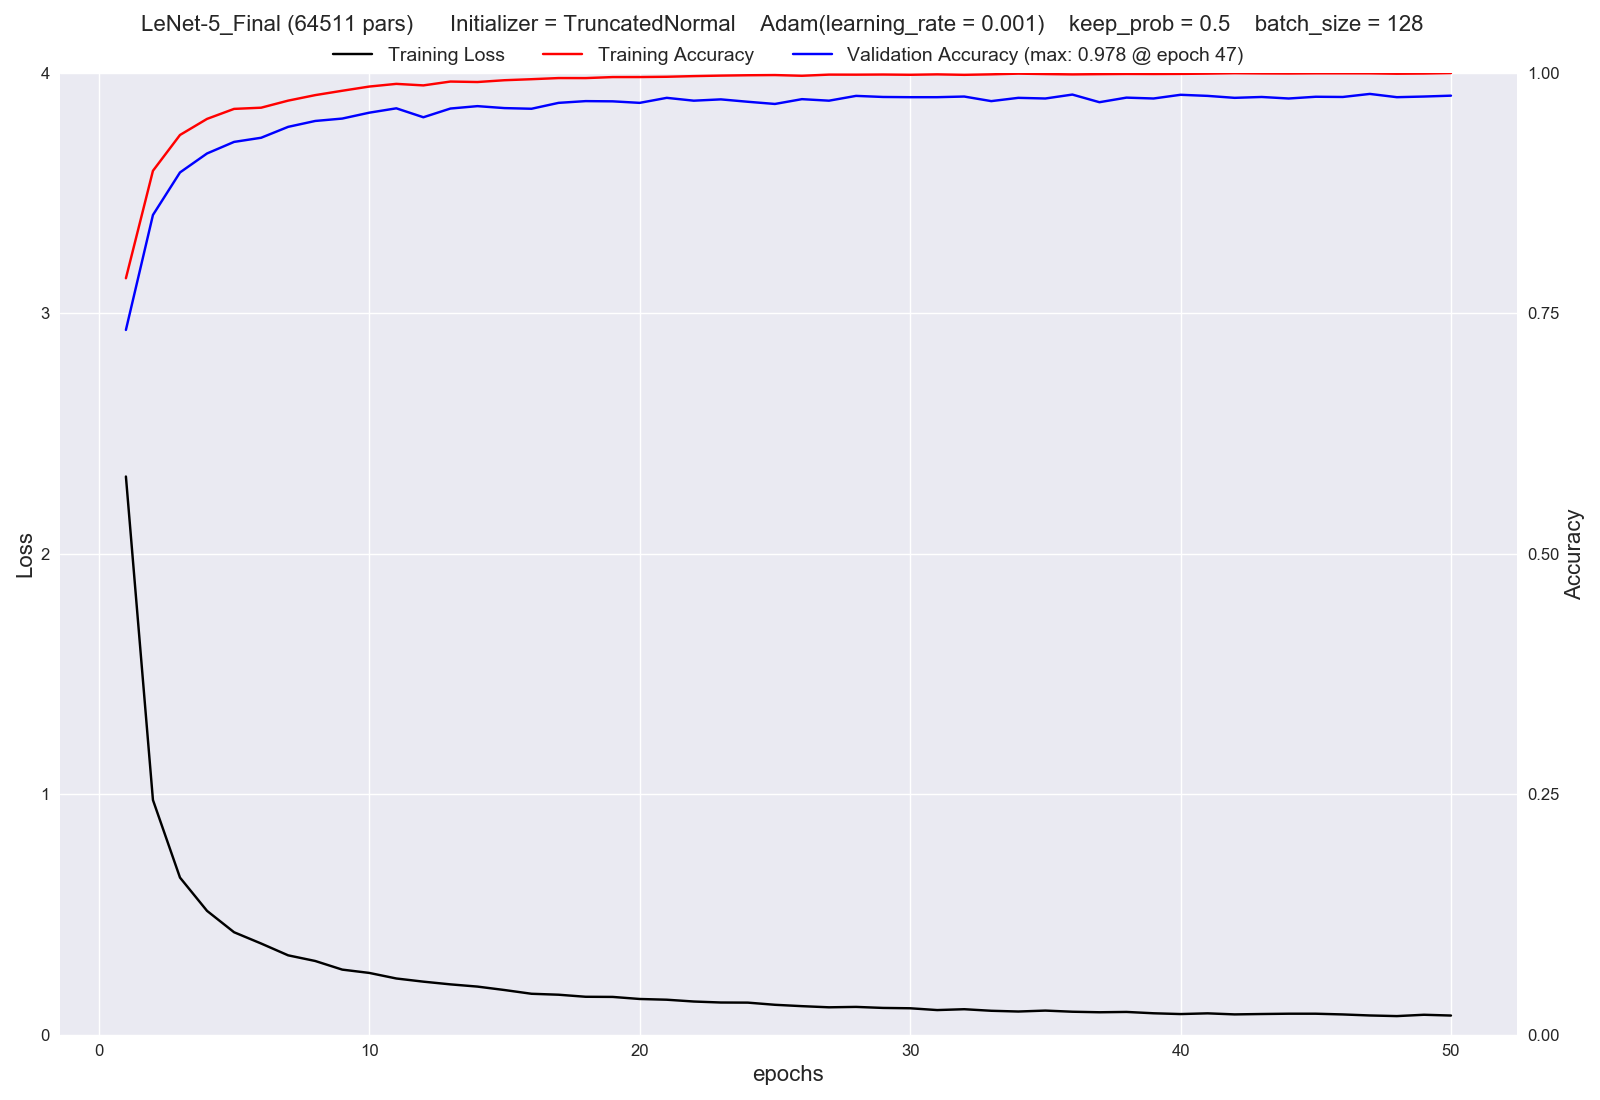 LeNet-5_Final (64511 pars) Initializer = TruncatedNormal Adam(learning_rate = 0.001) keep_prob = 0.5 batch_size = 128
Training Loss Training Accuracy Validation Accuracy (max: 0.978 @ epoch 47)
4 1.00
3 0.75
Loss
2 0.50
Accuracy
1 0.25
0 0.00
0 10 20 30 40 50
epochs